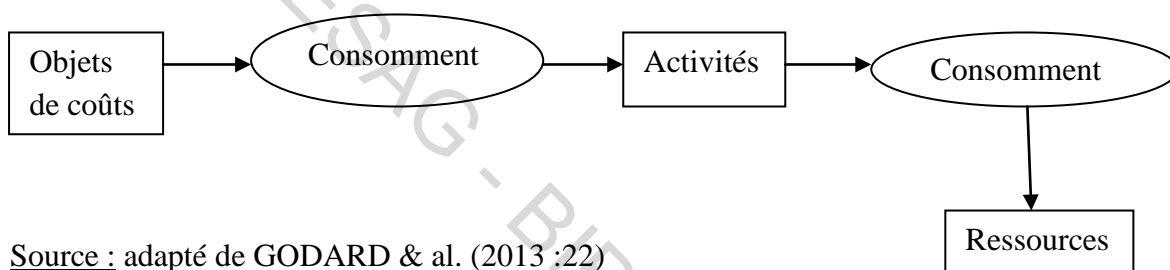 Objets
de coûts
Consomment
Activités
Consomment
Ressources
Source : adapté de GODARD & al. (2013 :22)